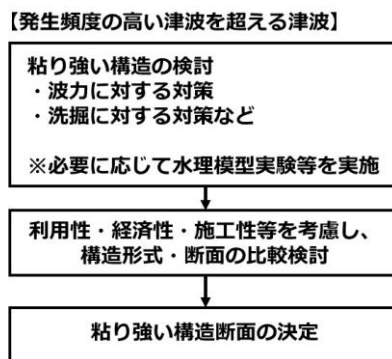 【発生頻度の高い津波を超える津波】
粘り強い構造の検討
・波力に対する対策
・洗掘に対する対策など
※必要に応じて水理模型実験等を実施
利用性・経済性・施工性等を考慮し、
構造形式・断面の比較検討
粘り強い構造断面の決定